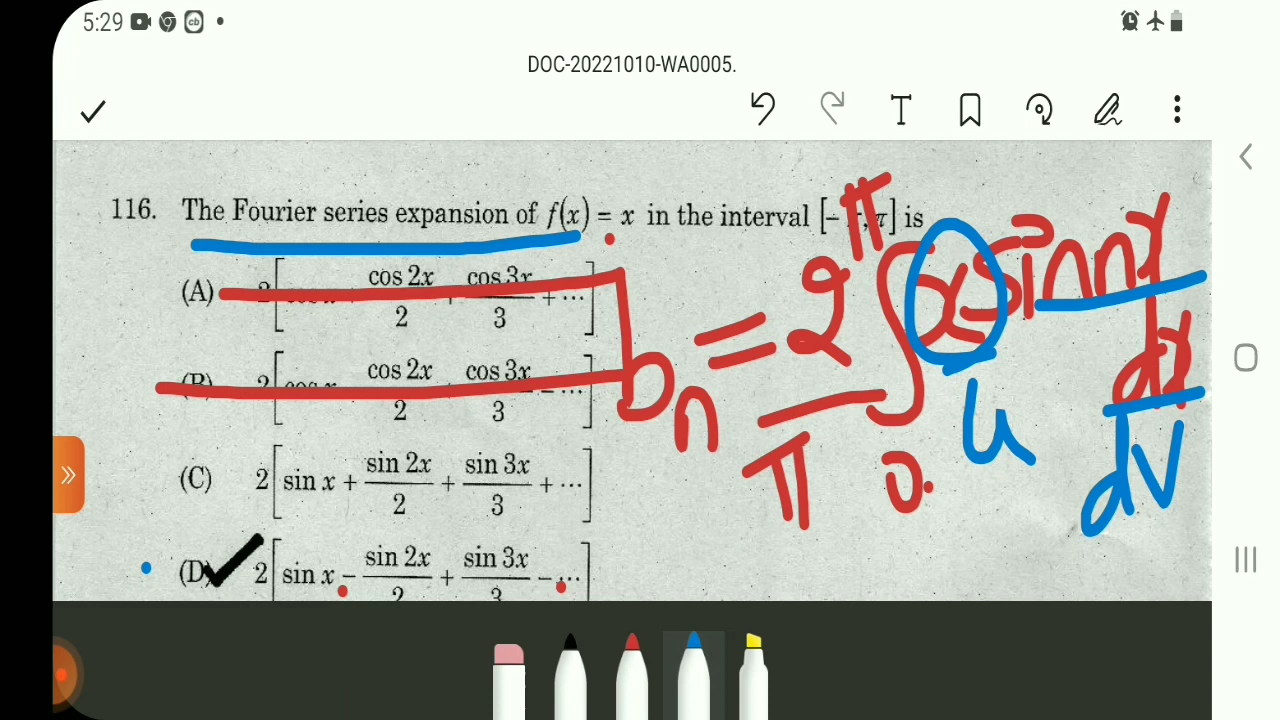 5:29
DOC-20221010-WA0005.
116. The Fourier series expansion of f(x) = x in the interval [-π, π] is
(A) 2[cos x + cos 2x/2 + cos 3x/3 + ...]
(B) 2[cos x cos 2x/2 cos 3x/3 ...]
(C) 2[sin x + sin 2x/2 + sin 3x/3 + ...]
(D) 2[sin x - sin 2x/2 + sin 3x/3 - ...]
bn = 2/π ∫ 0 π x sin nx dx
u dv